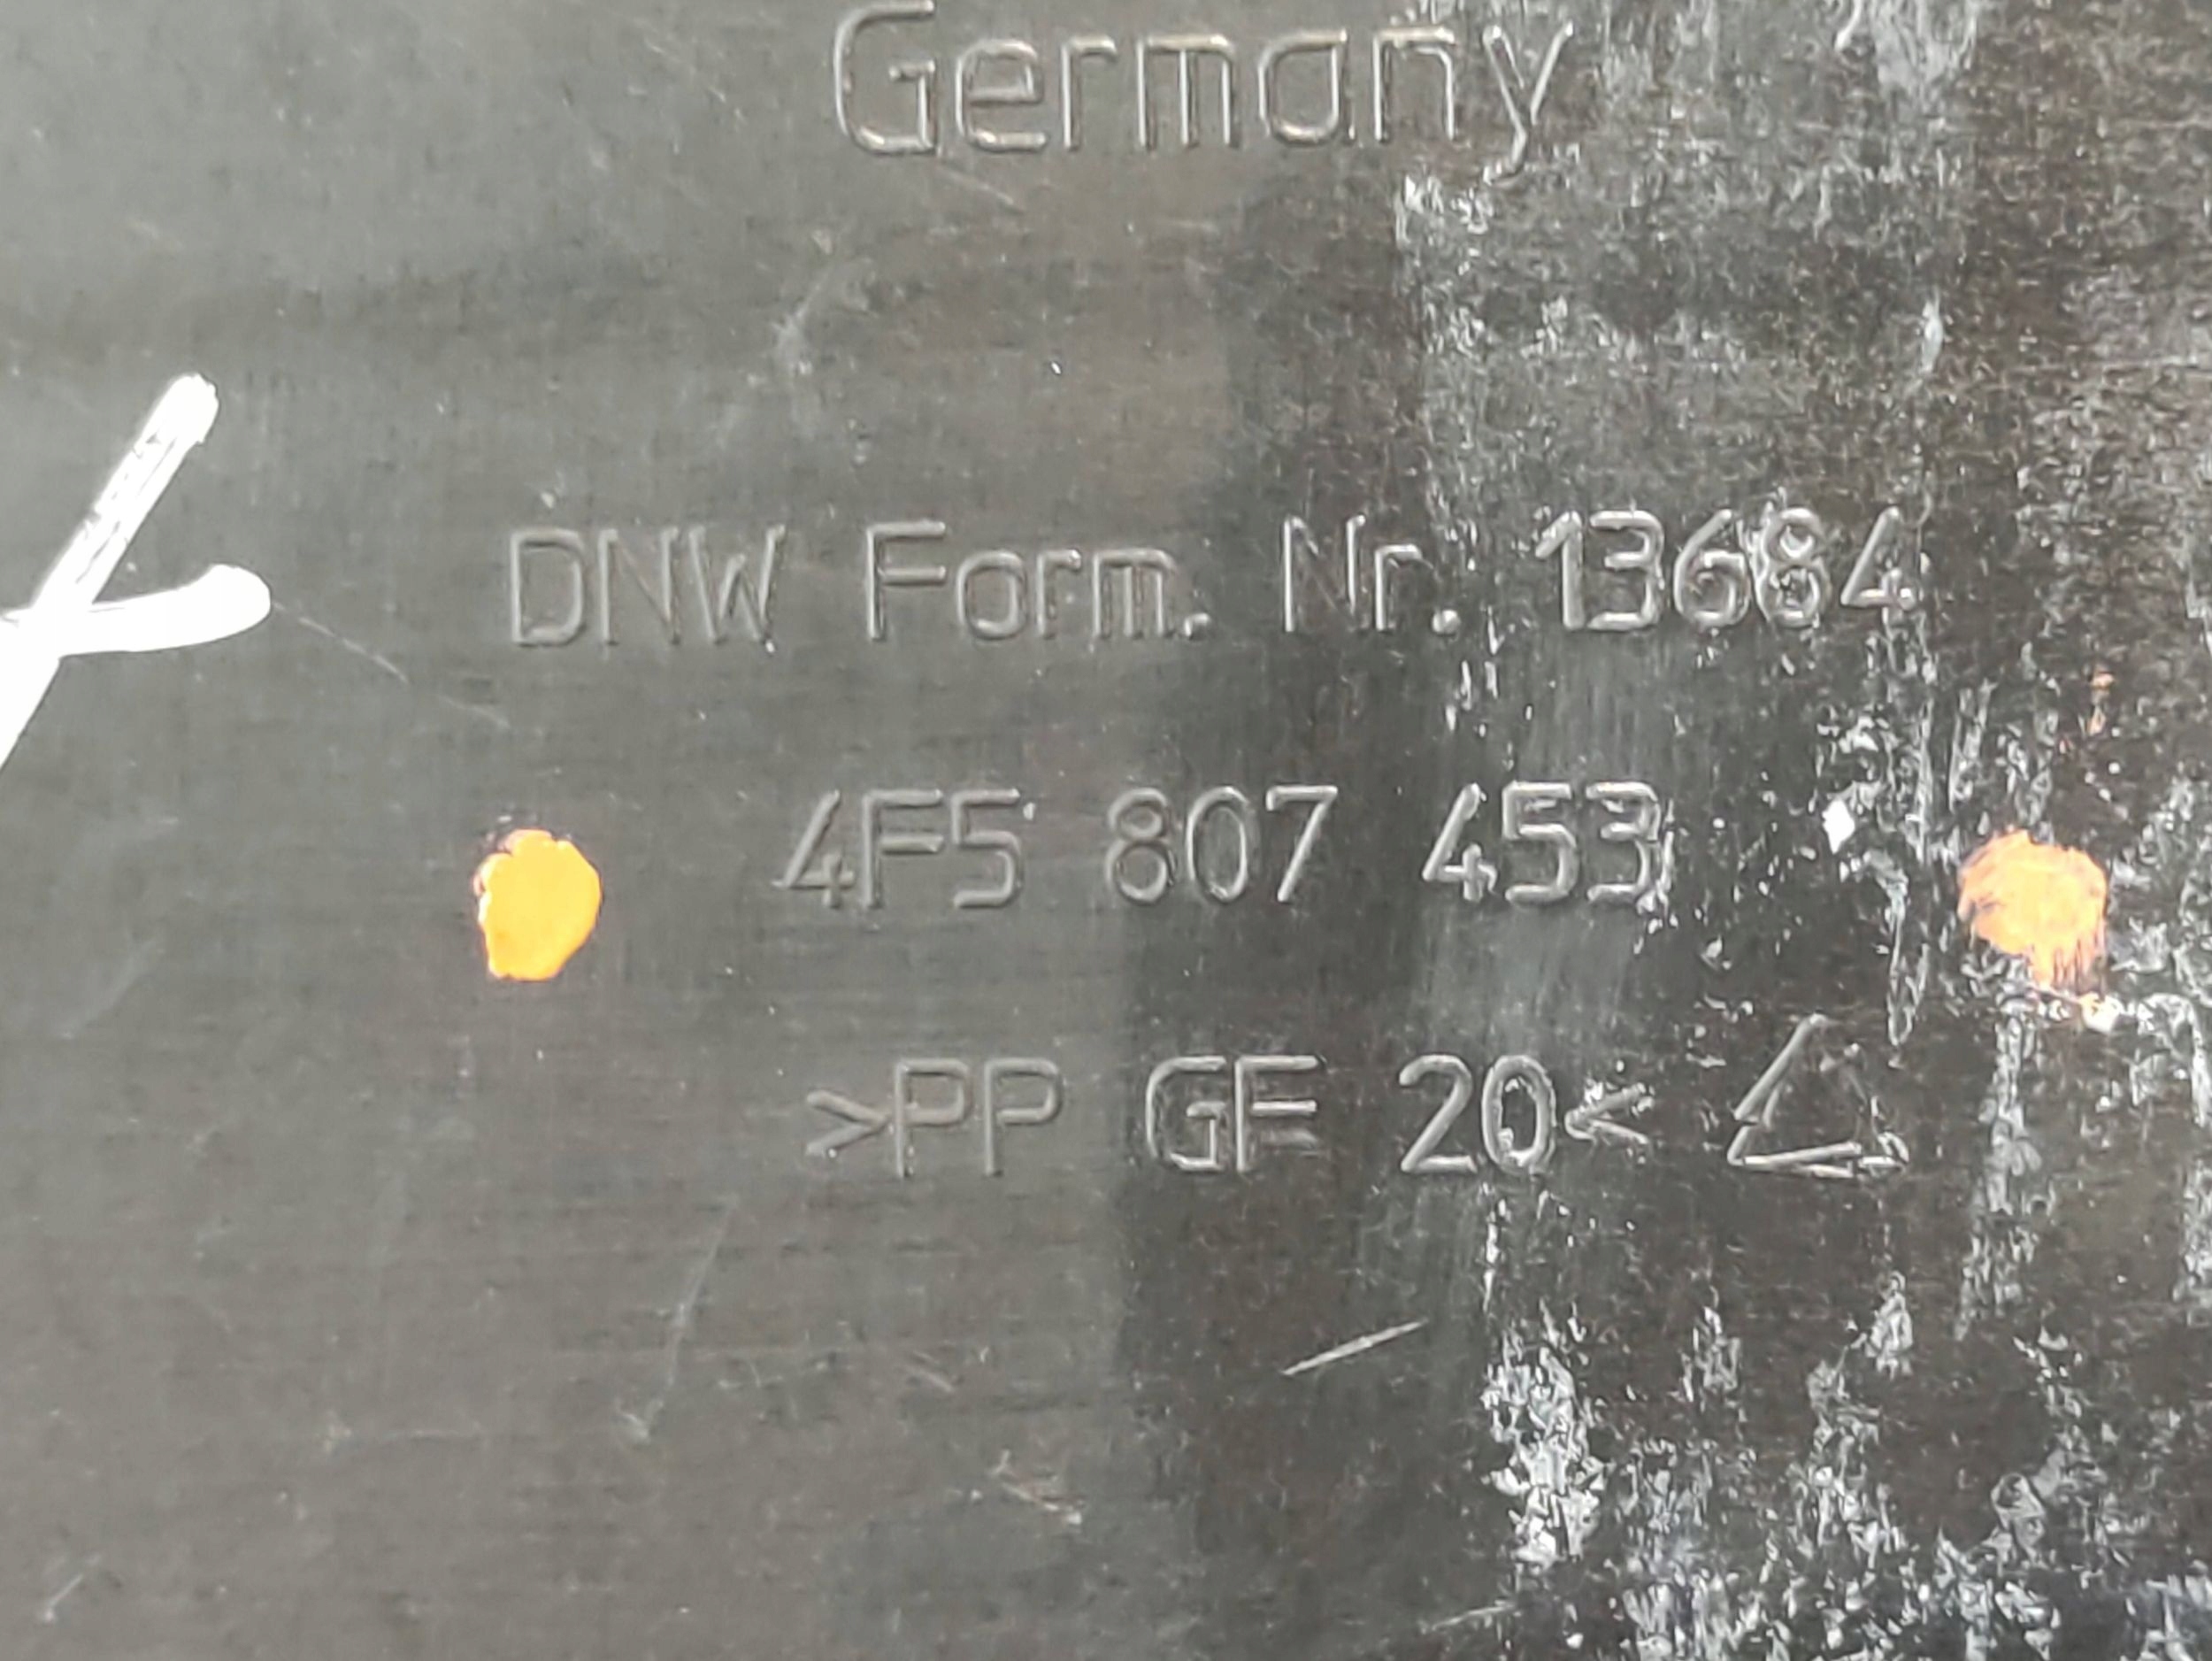 Germany
DNW Form. Nr. 13684
4F5 807 453
>PP GF 20<